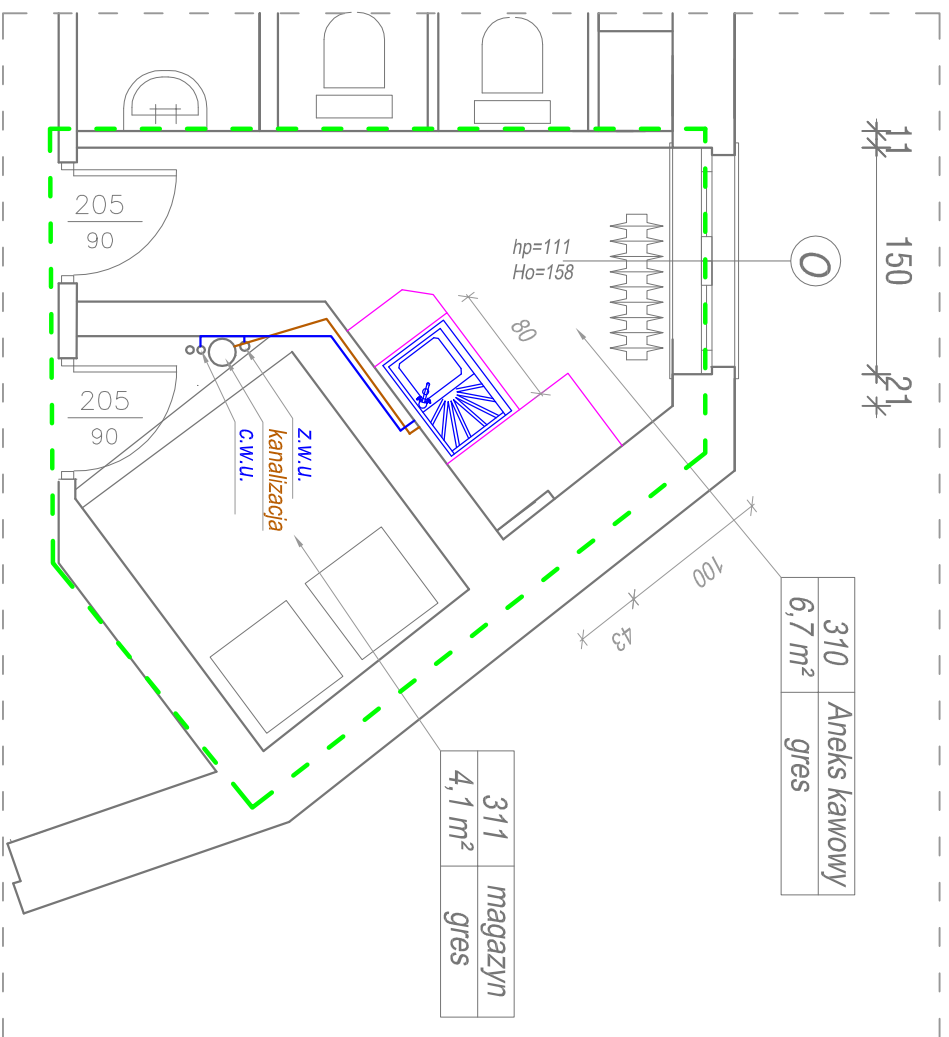 11
150
21
O
hp=111
Ho=158
205
90
205
90
80
100
43
z.w.u.
kanalizacja
c.w.u.
310 Aneks kawowy
6,7 m² gres
311 magazyn
4,1 m² gres